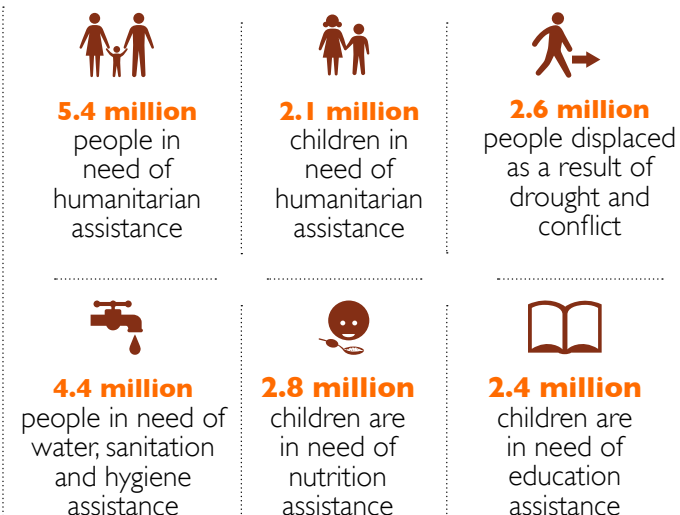 5.4 million
people in
need of
humanitarian
assistance
2.1 million
children in
need of
humanitarian
assistance
2.6 million
people displaced
as a result of
drought and
conflict
4.4 million
people in need of
water, sanitation
and hygiene
assistance
2.8 million
children are
in need of
nutrition
assistance
2.4 million
children are
in need of
education
assistance